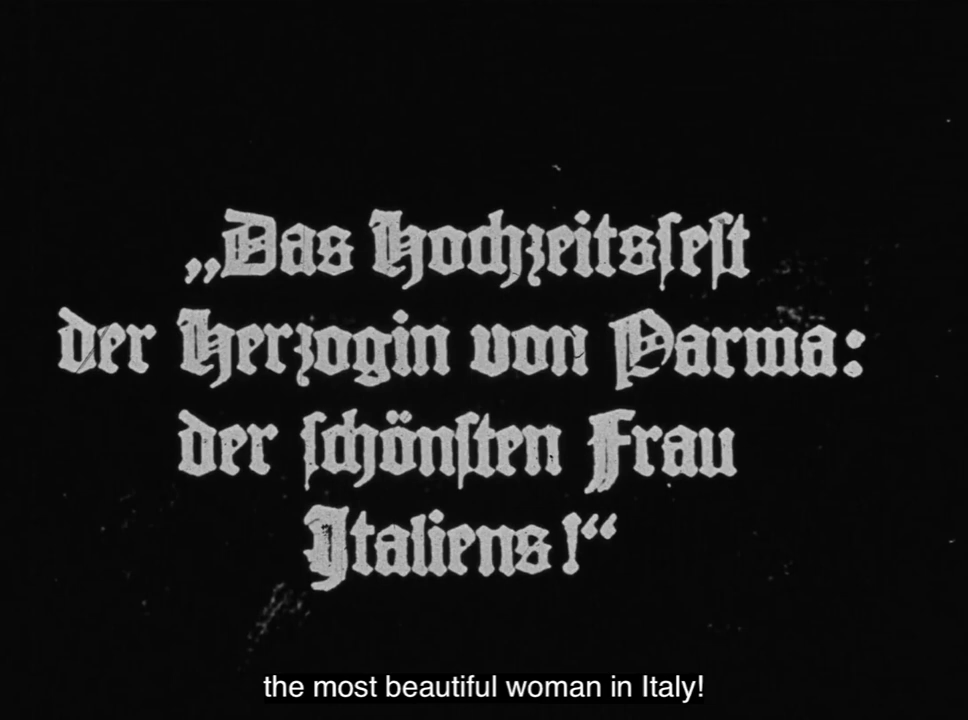 „Das Hochzeitsfest
der Herzogin von Parma:
der schönsten Frau
Italiens!“
the most beautiful woman in Italy!